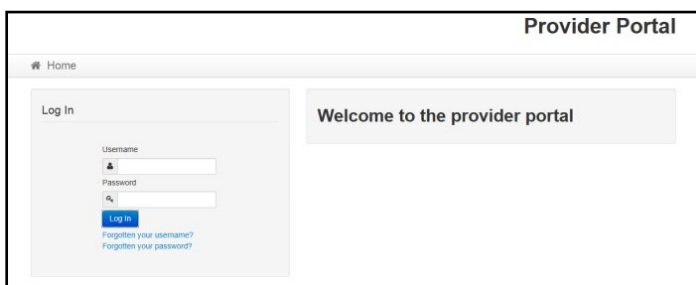 Provider Portal
Home
Log In
Username
Password
Log In
Forgotten your username?
Forgotten your password?
Welcome to the provider portal